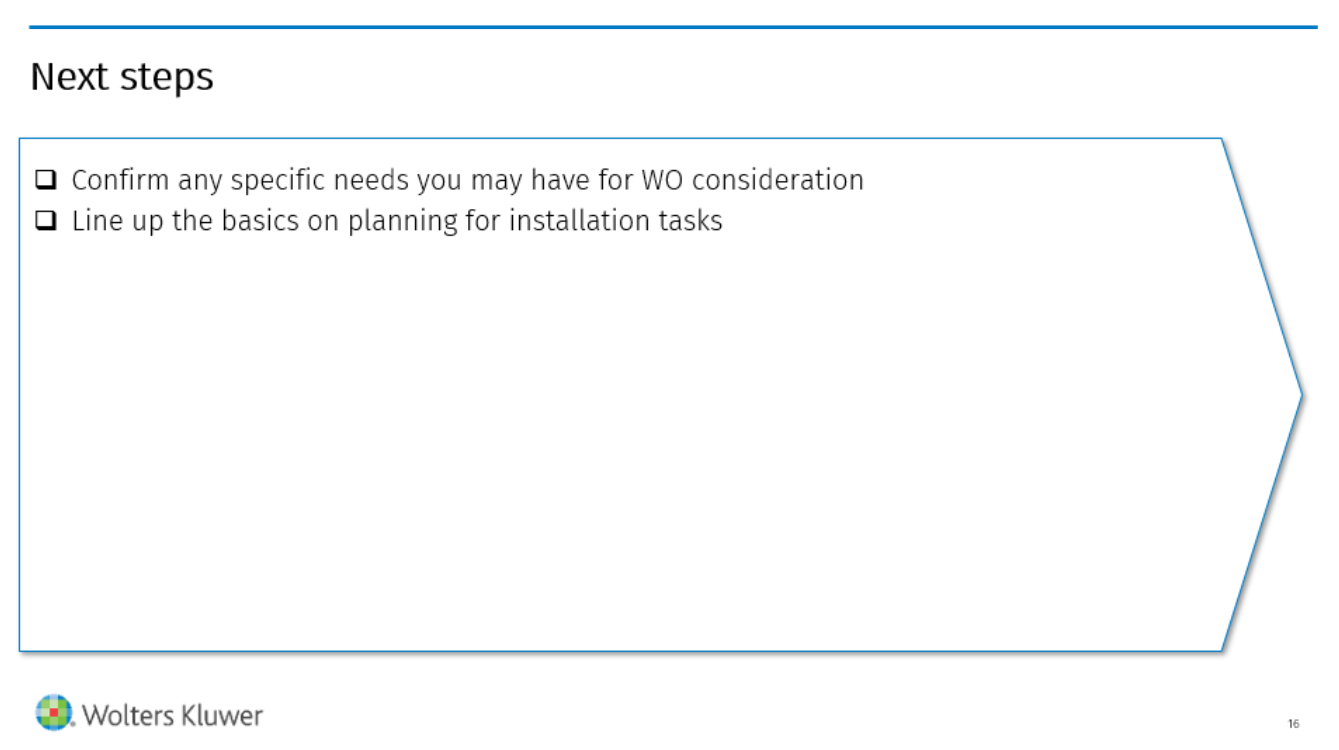 Next steps
Confirm any specific needs you may have for WO consideration
Line up the basics on planning for installation tasks
Wolters Kluwer
16